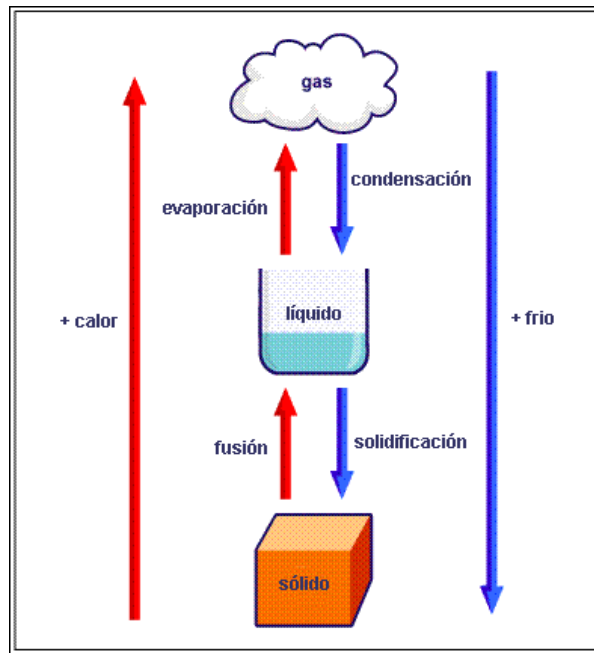 gas
condensación
evaporación
líquido
+ calor
+ frio
fusión
solidificación
sólido